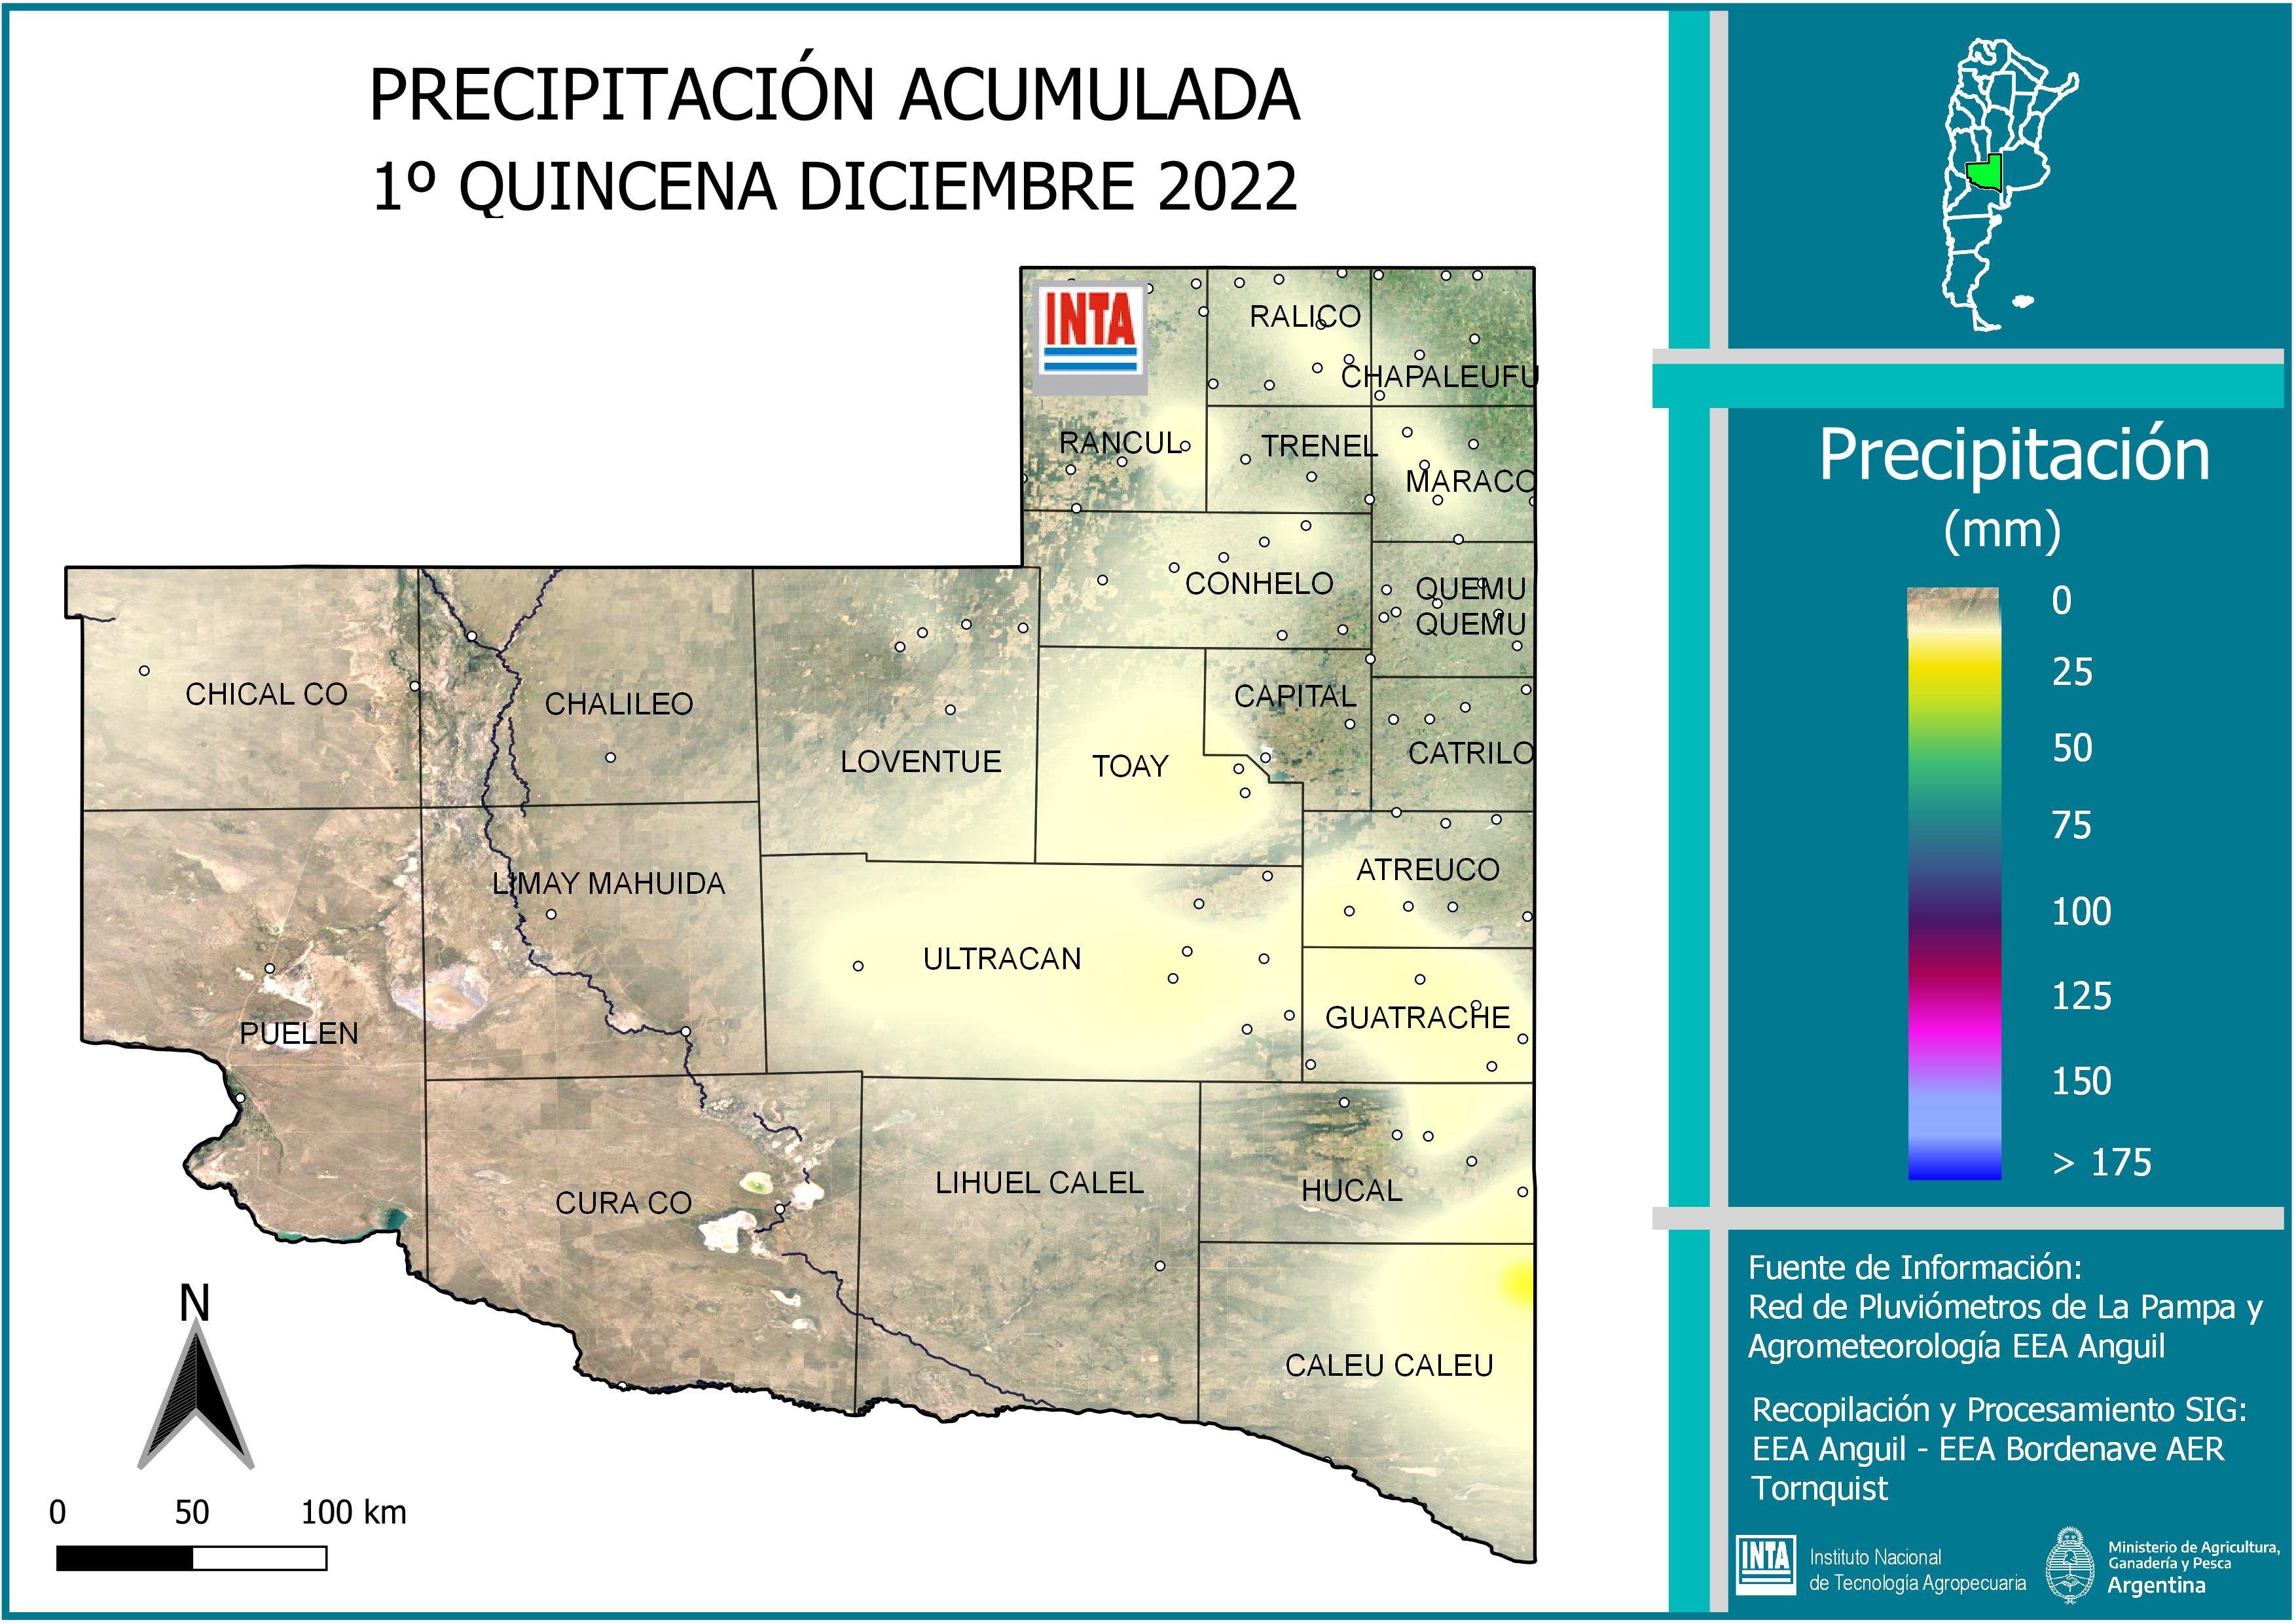 PRECIPITACIÓN ACUMULADA
1º QUINCENA DICIEMBRE 2022
INTA
RALICO
CHAPALEUFU
RANCUL
TRENEL
MARACO
CONHELO
QUEMU
QUEMU
CHICAL CO
CHALILEO
LOVENTUE
TOAY
CAPITAL
CATRILO
LIMAY MAHUIDA
ATREUCO
ULTRACAN
GUATRACHE
PUELEN
CURA CO
LIHUEL CALEL
HUCAL
CALEU CALEU
N
0 50 100 km
Precipitación
(mm)
0
25
50
75
100
125
150
> 175
Fuente de Información:
Red de Pluviómetros de La Pampa y
Agrometeorología EEA Anguil
Recopilación y Procesamiento SIG:
EEA Anguil - EEA Bordenave AER
Tornquist
INTA
Instituto Nacional
de Tecnología Agropecuaria
Ministerio de Agricultura,
Ganadería y Pesca
Argentina